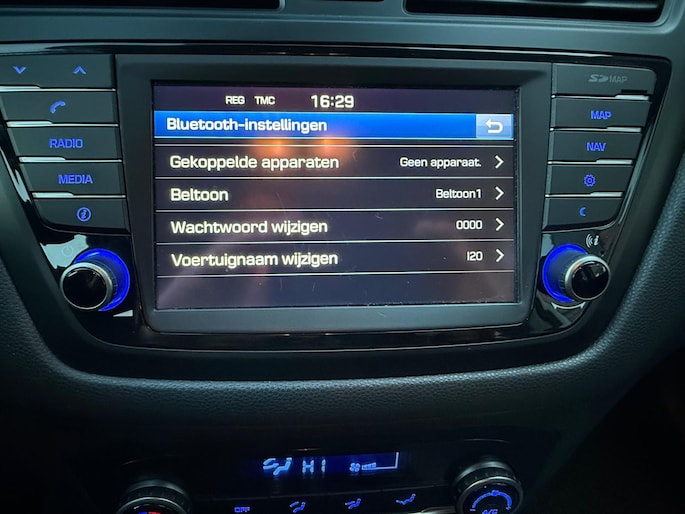 REG TMC 16:29
Bluetooth-instellingen
Gekoppelde apparaten Geen apparaat.
Beltoon Beltoon1
Wachtwoord wijzigen 0000
Voertuignaam wijzigen I20
RADIO
MEDIA
SD MAP
MAP
NAV
HI
OFF
A/C